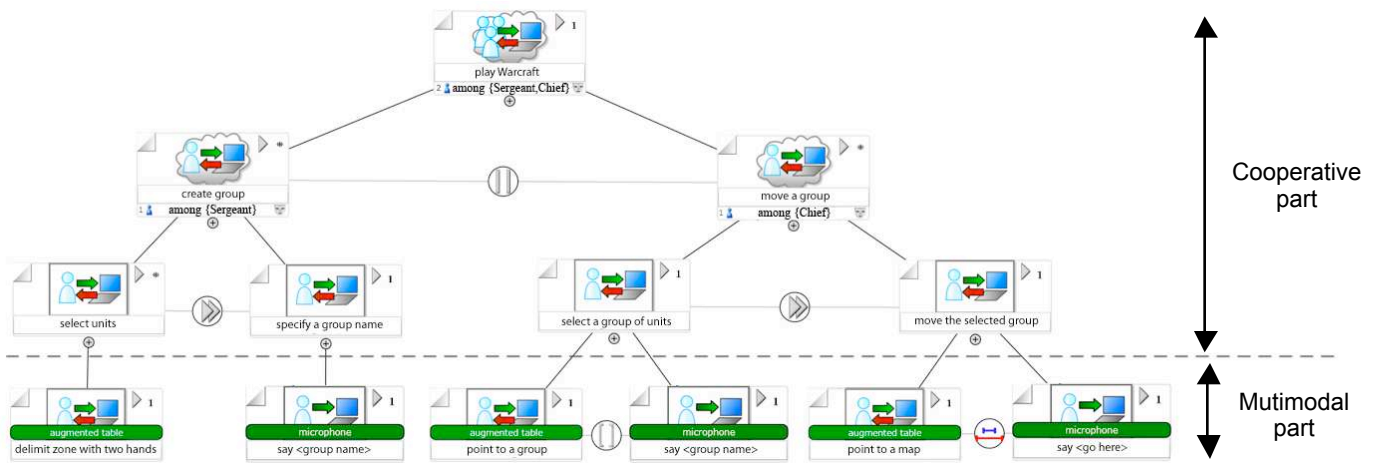 1
play Warcraft
2 among {Sergeant,Chief}
*
create group
1 among {Sergeant}
*
move a group
1 among {Chief}
Cooperative
part
*
select units
1
specify a group name
1
select a group of units
1
move the selected group
1
augmented table
delimit zone with two hands
1
microphone
say <group name>
1
augmented table
point to a group
1
microphone
say <group name>
1
augmented table
point to a map
1
microphone
say <go here>
Mutimodal
part